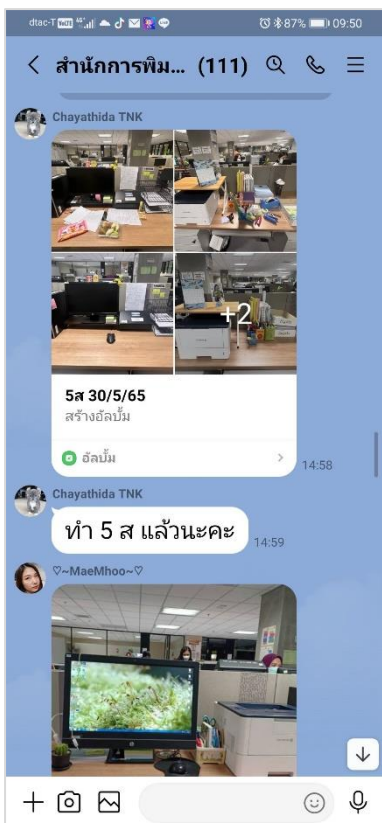 dtac-T 87% 09:50
สำนักการพิม... (111)
Chayathida TNK
+2
5ส 30/5/65
สร้างอัลบั้ม
อัลบั้ม
14:58
Chayathida TNK
ทำ 5 ส แล้วนะคะ
14:59
♡~MaeMhoo~♡